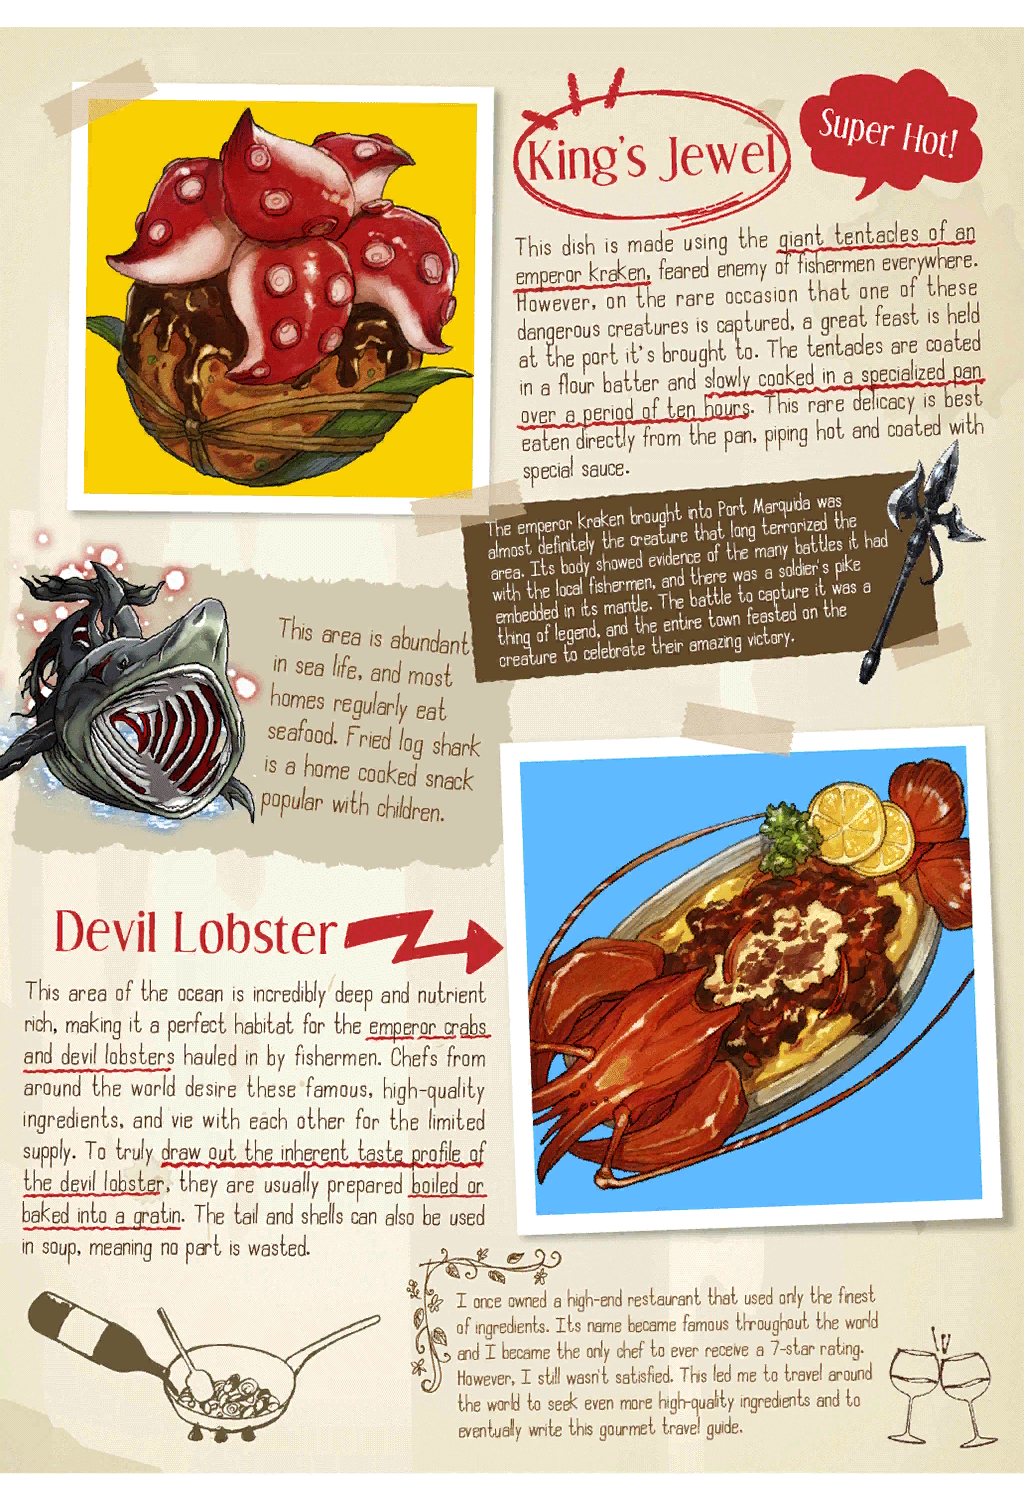 King's Jewel
Super Hot!
This dish is made using the giant tentacles of an
emperor kraken, feared enemy of fishermen everywhere.
However, on the rare occasion that one of these
dangerous creatures is captured, a great feast is held
at the port it's brought to. The tentacles are coated
in a flour batter and slowly cooked in a specialized pan
over a period of ten hours. This rare delicacy is best
eaten directly from the pan, piping hot and coated with
special sauce.
The emperor kraken brought into Port Marquida was
almost definitely the creature that long terrorized the
area. Its body showed evidence of the many battles it had
with the local fishermen, and there was a soldier's pike
embedded in its mantle. The battle to capture it was a
thing of legend, and the entire town feasted on the
creature to celebrate their amazing victory.
This area is abundant
in sea life, and most
homes regularly eat
seafood. Fried log shark
is a home cooked snack
popular with children.
Devil Lobster
This area of the ocean is incredibly deep and nutrient
rich, making it a perfect habitat for the emperor crabs
and devil lobsters hauled in by fishermen. Chefs from
around the world desire these famous, high-quality
ingredients, and vie with each other for the limited
supply. To truly draw out the inherent taste profile of
the devil lobster, they are usually prepared boiled or
baked into a gratin. The tail and shells can also be used
in soup, meaning no part is wasted.
I once owned a high-end restaurant that used only the finest
of ingredients. Its name became famous throughout the world
and I became the only chef to ever receive a 7-star rating.
However, I still wasn't satisfied. This led me to travel around
the world to seek even more high-quality ingredients and to
eventually write this gourmet travel guide.